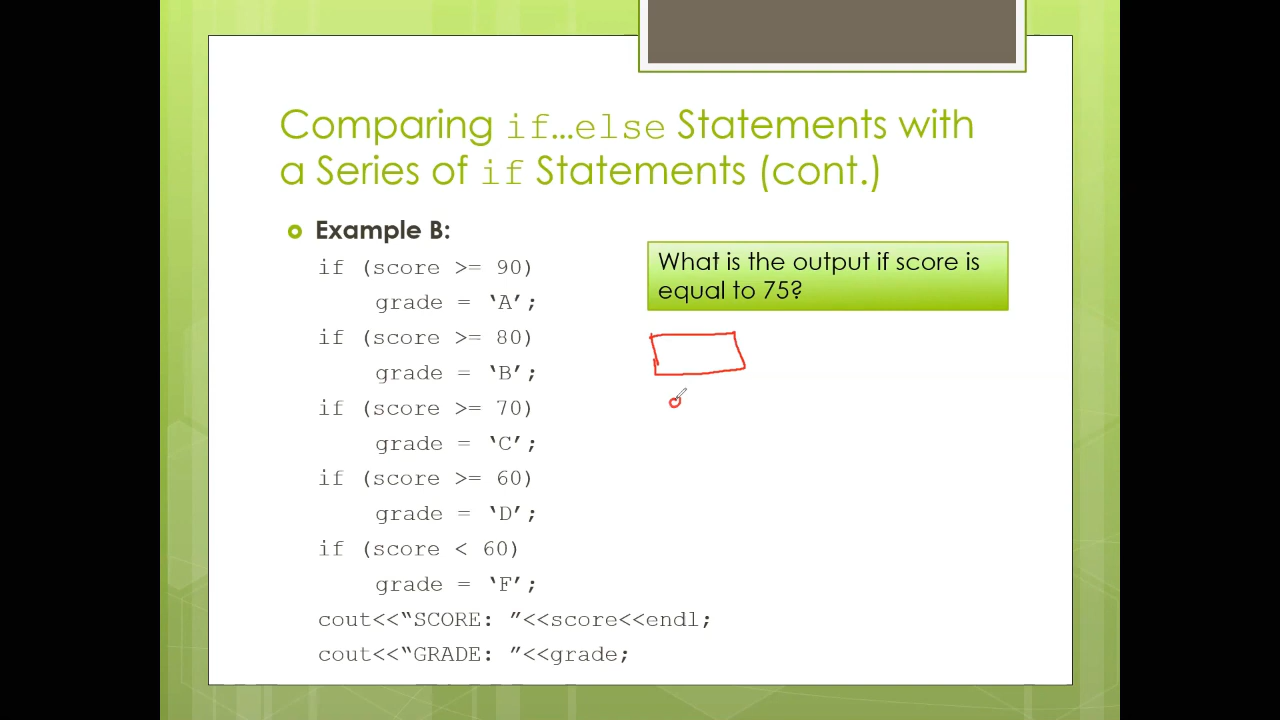 Comparing if…else Statements with
a Series of if Statements (cont.)
Example B:
if (score >= 90)
grade = ‘A’;
if (score >= 80)
grade = ‘B’;
if (score >= 70)
grade = ‘C’;
if (score >= 60)
grade = ‘D’;
if (score < 60)
grade = ‘F’;
cout<<“SCORE: ”<<score<<endl;
cout<<“GRADE: ”<<grade;
What is the output if score is
equal to 75?